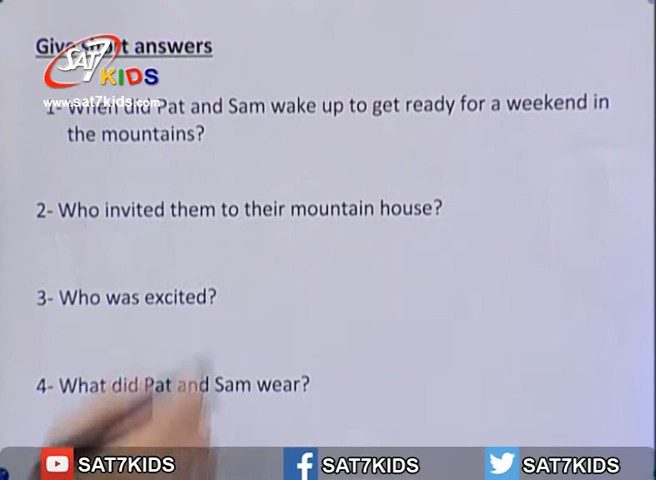 Give short answers
SAT7
KIDS
www.sat7kids.com
1- When did Pat and Sam wake up to get ready for a weekend in
the mountains?
2- Who invited them to their mountain house?
3- Who was excited?
4- What did Pat and Sam wear?
SAT7KIDS SAT7KIDS SAT7KIDS